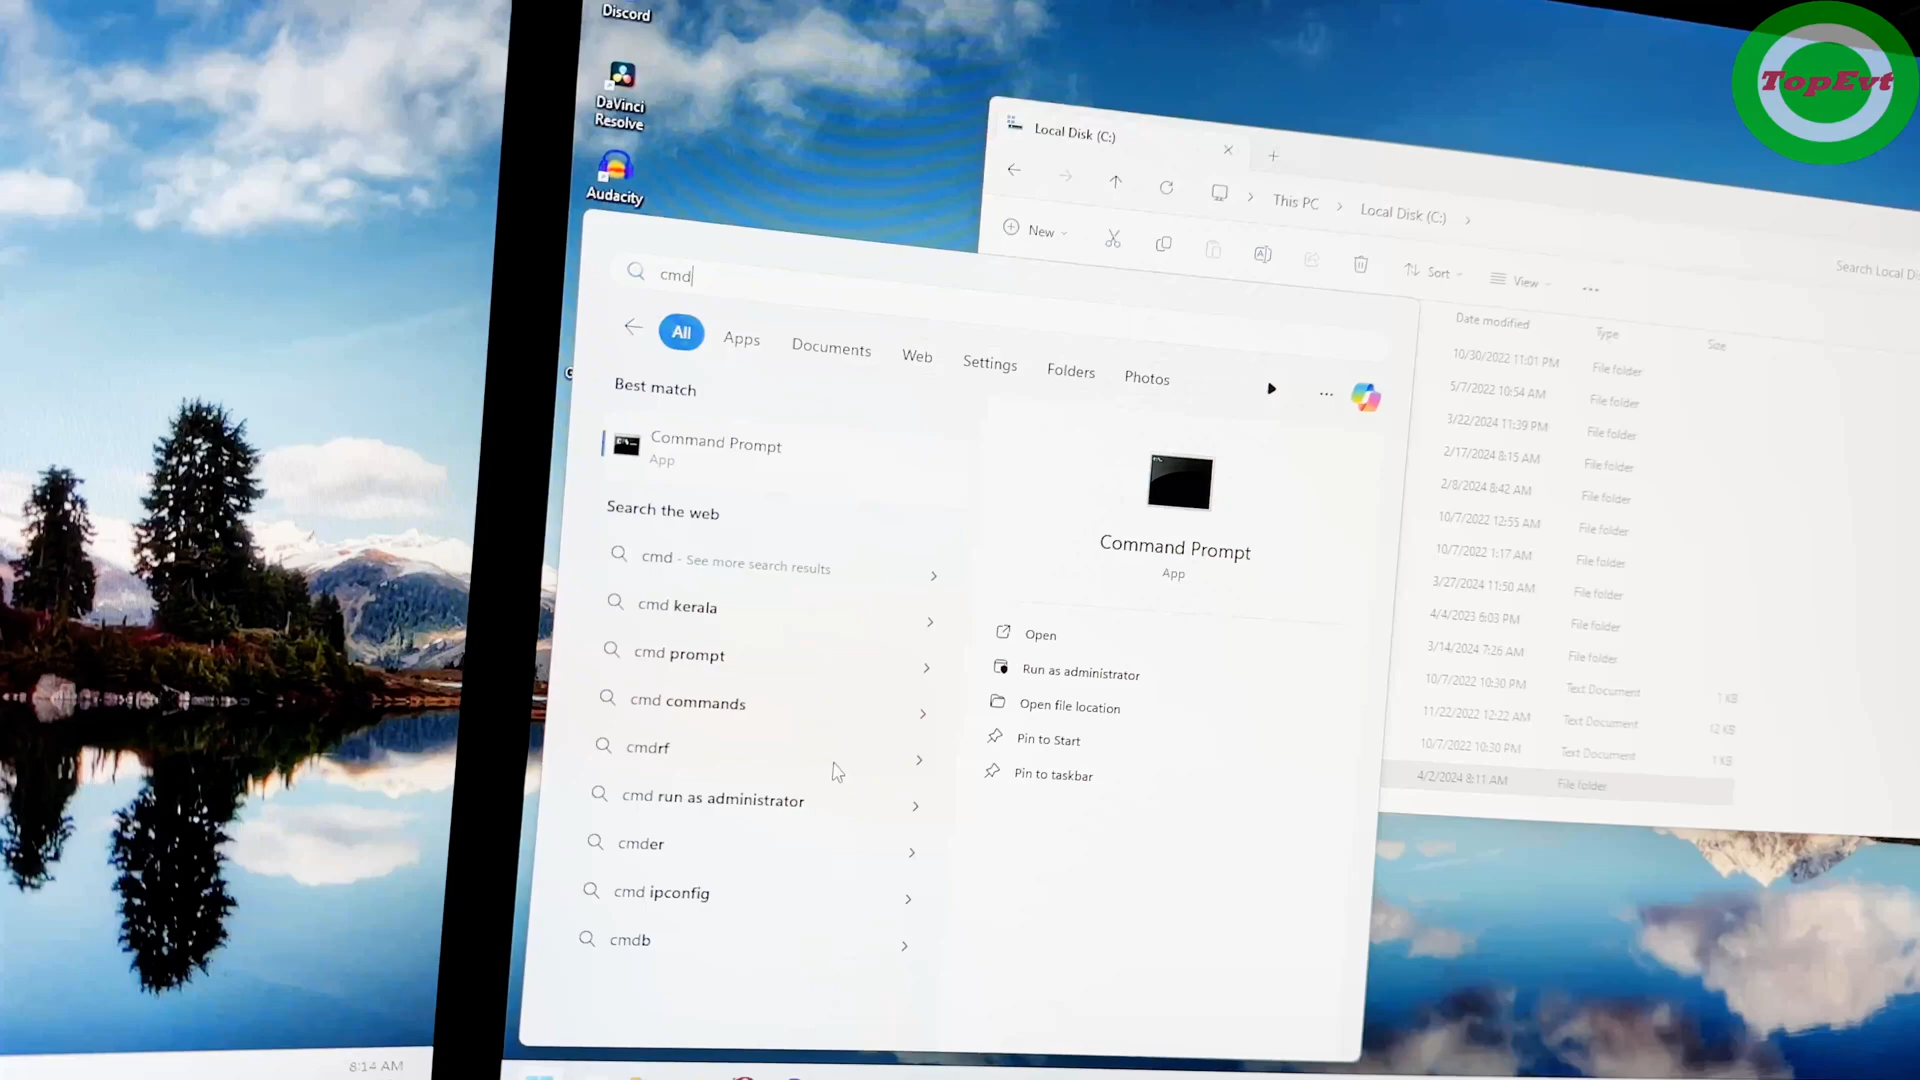 Discord
DaVinci
Resolve
Audacity
TopEvt
Local Disk (C:)
This PC
Local Disk (C:)
New
Sort
View
Search Local
Date modified
Type
Size
10/30/2022 11:01 PM
File folder
5/7/2022 10:54 AM
File folder
3/22/2024 11:39 PM
File folder
2/17/2024 8:15 AM
File folder
2/8/2024 8:42 AM
File folder
10/7/2022 12:55 AM
File folder
10/7/2022 1:17 AM
File folder
3/27/2024 11:50 AM
File folder
4/4/2023 6:03 PM
File folder
3/14/2024 7:26 AM
File folder
10/7/2022 10:30 PM
Text Document
1 KB
11/22/2022 12:22 AM
Text Document
12 KB
10/7/2022 10:30 PM
Text Document
1 KB
4/2/2024 8:11 AM
File folder
cmd
All
Apps
Documents
Web
Settings
Folders
Photos
Best match
Command Prompt
App
Search the web
cmd - See more search results
cmd kerala
cmd prompt
cmd commands
cmdrf
cmd run as administrator
cmder
cmd ipconfig
cmdb
Command Prompt
App
Open
Run as administrator
Open file location
Pin to Start
Pin to taskbar
8:14 AM